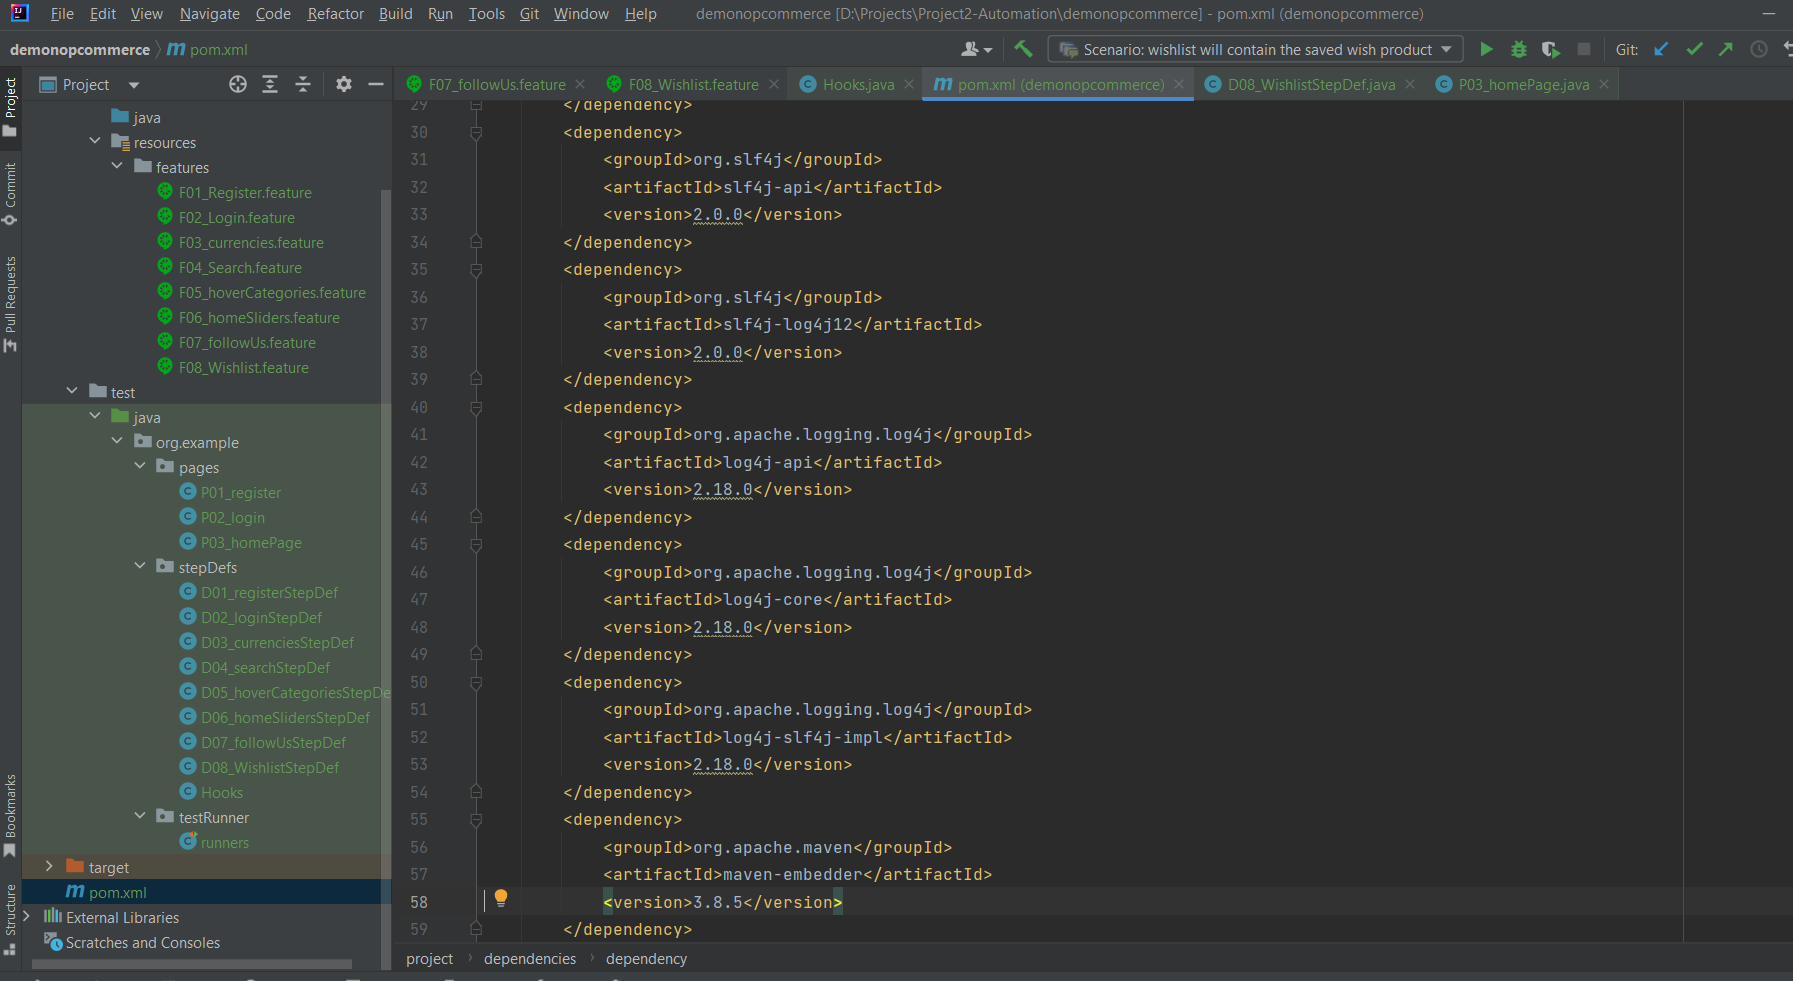 File Edit View Navigate Code Refactor Build Run Tools Git Window Help demonopcommerce [D:\Projects\Project2-Automation\demonopcommerce] - pom.xml (demonopcommerce)
demonopcommerce m pom.xml Scenario: wishlist will contain the saved wish product Git:
Project
F07_followUs.feature F08_Wishlist.feature Hooks.java pom.xml (demonopcommerce) D08_WishlistStepDef.java P03_homePage.java
Project
Commit
Pull Requests
Bookmarks
Structure
java
resources
features
F01_Register.feature
F02_Login.feature
F03_currencies.feature
F04_Search.feature
F05_hoverCategories.feature
F06_homeSliders.feature
F07_followUs.feature
F08_Wishlist.feature
test
java
org.example
pages
P01_register
P02_login
P03_homePage
stepDefs
D01_registerStepDef
D02_loginStepDef
D03_currenciesStepDef
D04_searchStepDef
D05_hoverCategoriesStepDe
D06_homeSlidersStepDef
D07_followUsStepDef
D08_WishlistStepDef
Hooks
testRunner
runners
target
pom.xml
External Libraries
Scratches and Consoles
29 </dependency>
30 <dependency>
31 <groupId>org.slf4j</groupId>
32 <artifactId>slf4j-api</artifactId>
33 <version>2.0.0</version>
34 </dependency>
35 <dependency>
36 <groupId>org.slf4j</groupId>
37 <artifactId>slf4j-log4j12</artifactId>
38 <version>2.0.0</version>
39 </dependency>
40 <dependency>
41 <groupId>org.apache.logging.log4j</groupId>
42 <artifactId>log4j-api</artifactId>
43 <version>2.18.0</version>
44 </dependency>
45 <dependency>
46 <groupId>org.apache.logging.log4j</groupId>
47 <artifactId>log4j-core</artifactId>
48 <version>2.18.0</version>
49 </dependency>
50 <dependency>
51 <groupId>org.apache.logging.log4j</groupId>
52 <artifactId>log4j-slf4j-impl</artifactId>
53 <version>2.18.0</version>
54 </dependency>
55 <dependency>
56 <groupId>org.apache.maven</groupId>
57 <artifactId>maven-embedder</artifactId>
58 <version>3.8.5</version>
59 </dependency>
project dependencies dependency